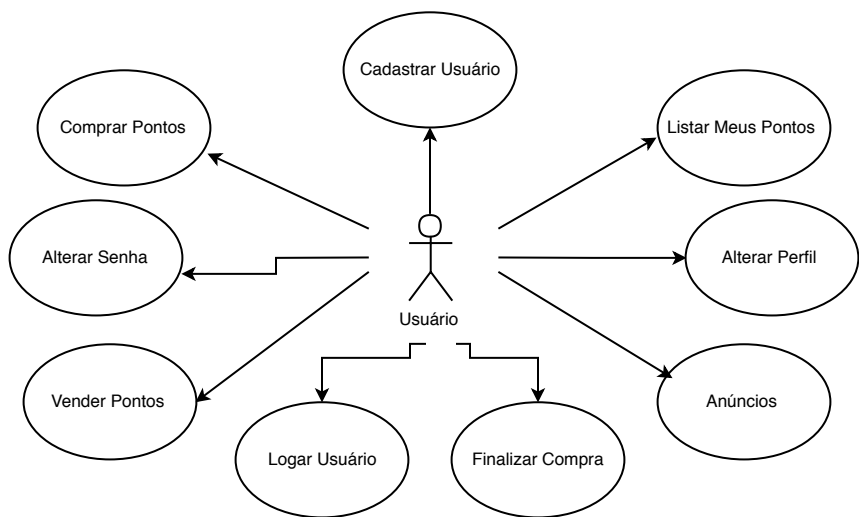 Cadastrar Usuário
Comprar Pontos
Listar Meus Pontos
Alterar Senha
Alterar Perfil
Usuário
Vender Pontos
Anúncios
Logar Usuário
Finalizar Compra